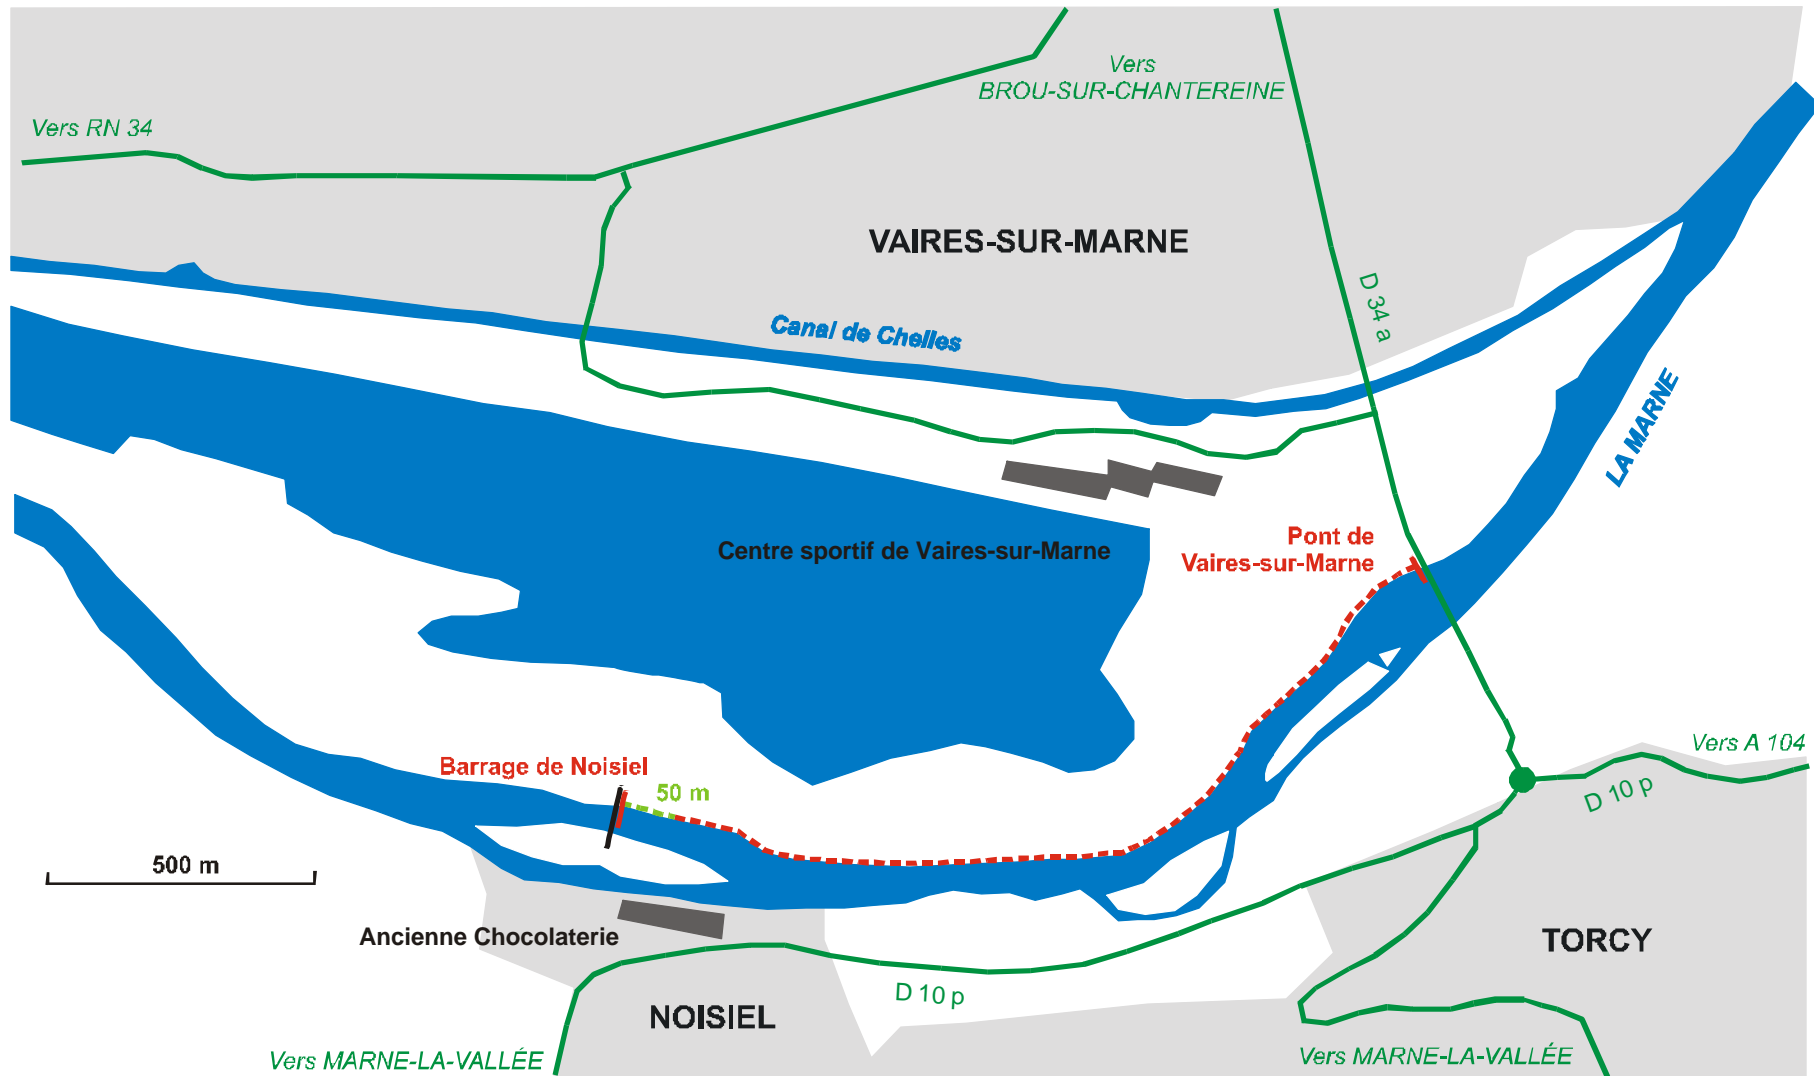 Vers
BROU-SUR-CHANTEREINE
Vers RN 34
VAIRES-SUR-MARNE
D 34 a
Canal de Chelles
LA MARNE
Pont de
Vaires-sur-Marne
Centre sportif de Vaires-sur-Marne
Vers A 104
Barrage de Noisiel
50 m
D 10 p
500 m
Ancienne Chocolaterie
TORCY
D 10 p
NOISIEL
Vers MARNE-LA-VALLÉE
Vers MARNE-LA-VALLÉE